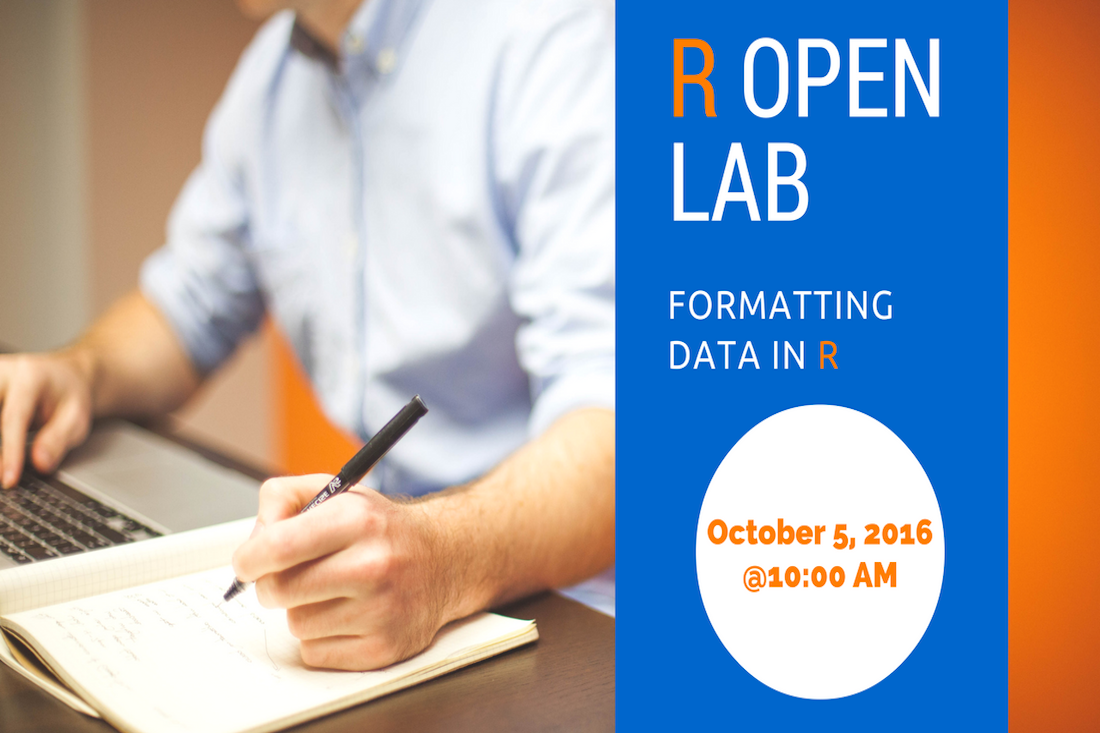 R OPEN
LAB
FORMATTING
DATA IN R
October 5, 2016
@10:00 AM